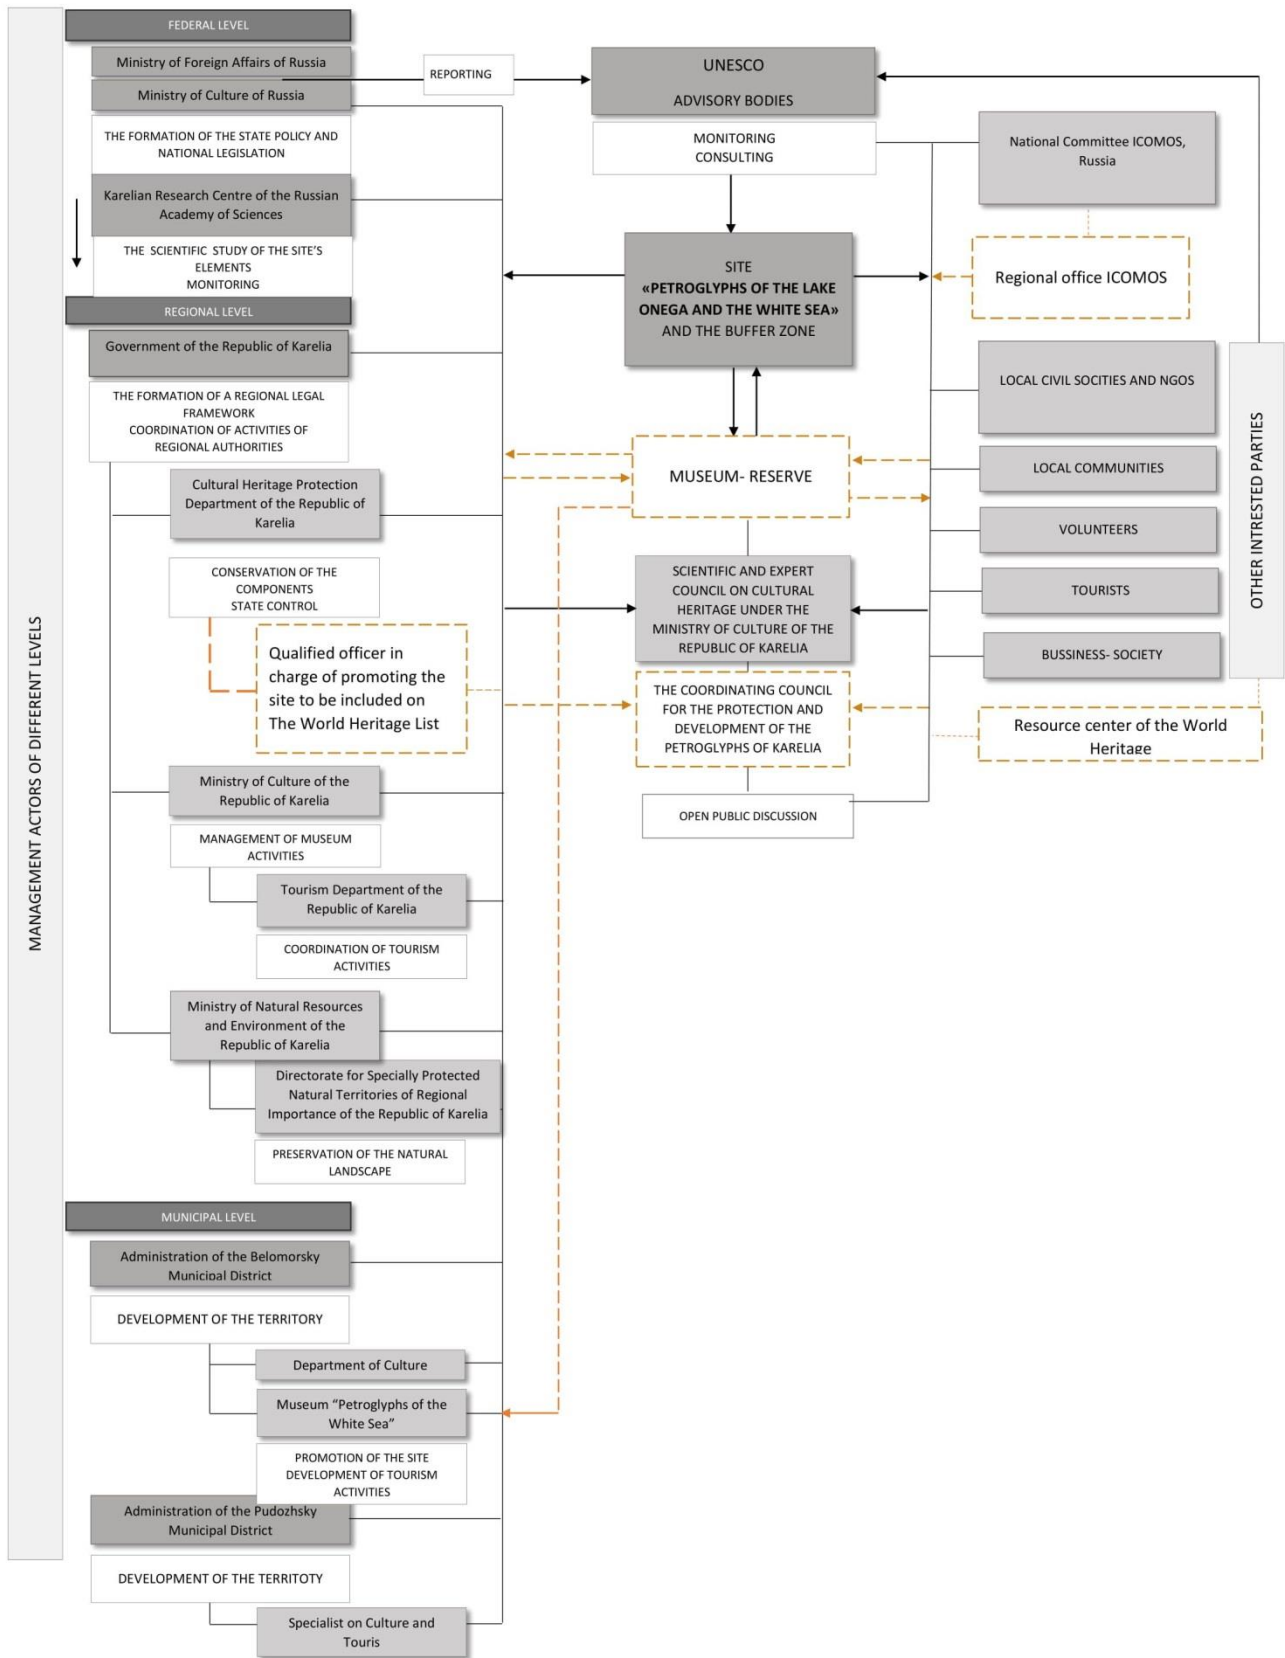 MANAGEMENT ACTORS OF DIFFERENT LEVELS
FEDERAL LEVEL
Ministry of Foreign Affairs of Russia
Ministry of Culture of Russia
THE FORMATION OF THE STATE POLICY AND
NATIONAL LEGISLATION
Karelian Research Centre of the Russian
Academy of Sciences
THE SCIENTIFIC STUDY OF THE SITE'S
ELEMENTS
MONITORING
REGIONAL LEVEL
Government of the Republic of Karelia
THE FORMATION OF A REGIONAL LEGAL
FRAMEWORK
COORDINATION OF ACTIVITIES OF
REGIONAL AUTHORITIES
Cultural Heritage Protection
Department of the Republic of
Karelia
CONSERVATION OF THE
COMPONENTS
STATE CONTROL
Qualified officer in
charge of promoting the
site to be included on
The World Heritage List
Ministry of Culture of the
Republic of Karelia
MANAGEMENT OF MUSEUM
ACTIVITIES
Tourism Department of the
Republic of Karelia
COORDINATION OF TOURISM
ACTIVITIES
Ministry of Natural Resources
and Environment of the
Republic of Karelia
Directorate for Specially Protected
Natural Territories of Regional
Importance of the Republic of Karelia
PRESERVATION OF THE NATURAL
LANDSCAPE
MUNICIPAL LEVEL
Administration of the Belomorsky
Municipal District
DEVELOPMENT OF THE TERRITORY
Department of Culture
Museum “Petroglyphs of the
White Sea”
PROMOTION OF THE SITE
DEVELOPMENT OF TOURISM
ACTIVITIES
Administration of the Pudozhsky
Municipal District
DEVELOPMENT OF THE TERRITOTY
Specialist on Culture and
Touris
REPORTING
UNESCO
ADVISORY BODIES
MONITORING
CONSULTING
SITE
«PETROGLYPHS OF THE LAKE
ONEGA AND THE WHITE SEA»
AND THE BUFFER ZONE
MUSEUM- RESERVE
SCIENTIFIC AND EXPERT
COUNCIL ON CULTURAL
HERITAGE UNDER THE
MINISTRY OF CULTURE OF THE
REPUBLIC OF KARELIA
THE COORDINATING COUNCIL
FOR THE PROTECTION AND
DEVELOPMENT OF THE
PETROGLYPHS OF KARELIA
OPEN PUBLIC DISCUSSION
National Committee ICOMOS,
Russia
Regional office ICOMOS
LOCAL CIVIL SOCITIES AND NGOS
LOCAL COMMUNITIES
VOLUNTEERS
TOURISTS
BUSSINESS- SOCIETY
Resource center of the World
Heritage
OTHER INTRESTED PARTIES